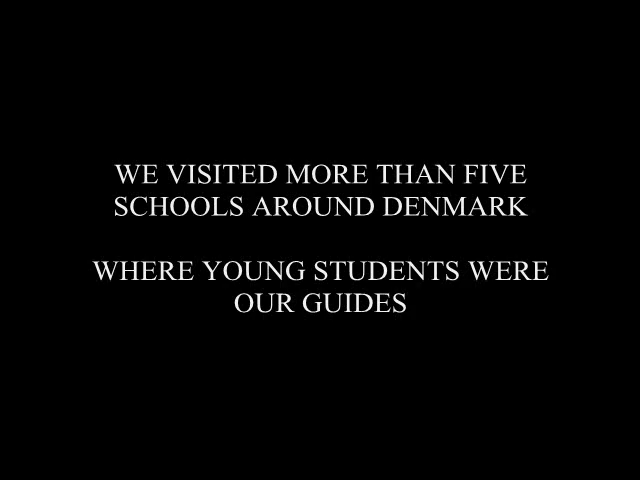 WE VISITED MORE THAN FIVE
SCHOOLS AROUND DENMARK
WHERE YOUNG STUDENTS WERE
OUR GUIDES